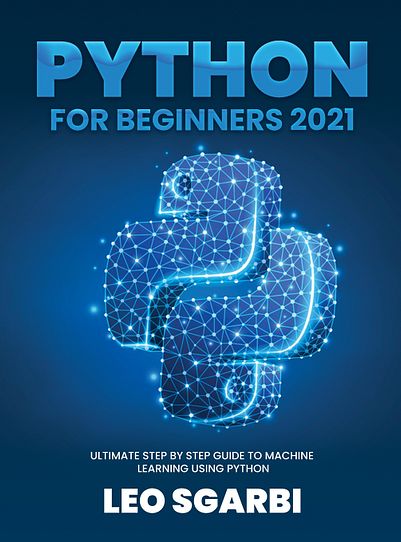 PYTHON
FOR BEGINNERS 2021
ULTIMATE STEP BY STEP GUIDE TO MACHINE
LEARNING USING PYTHON
LEO SGARBI